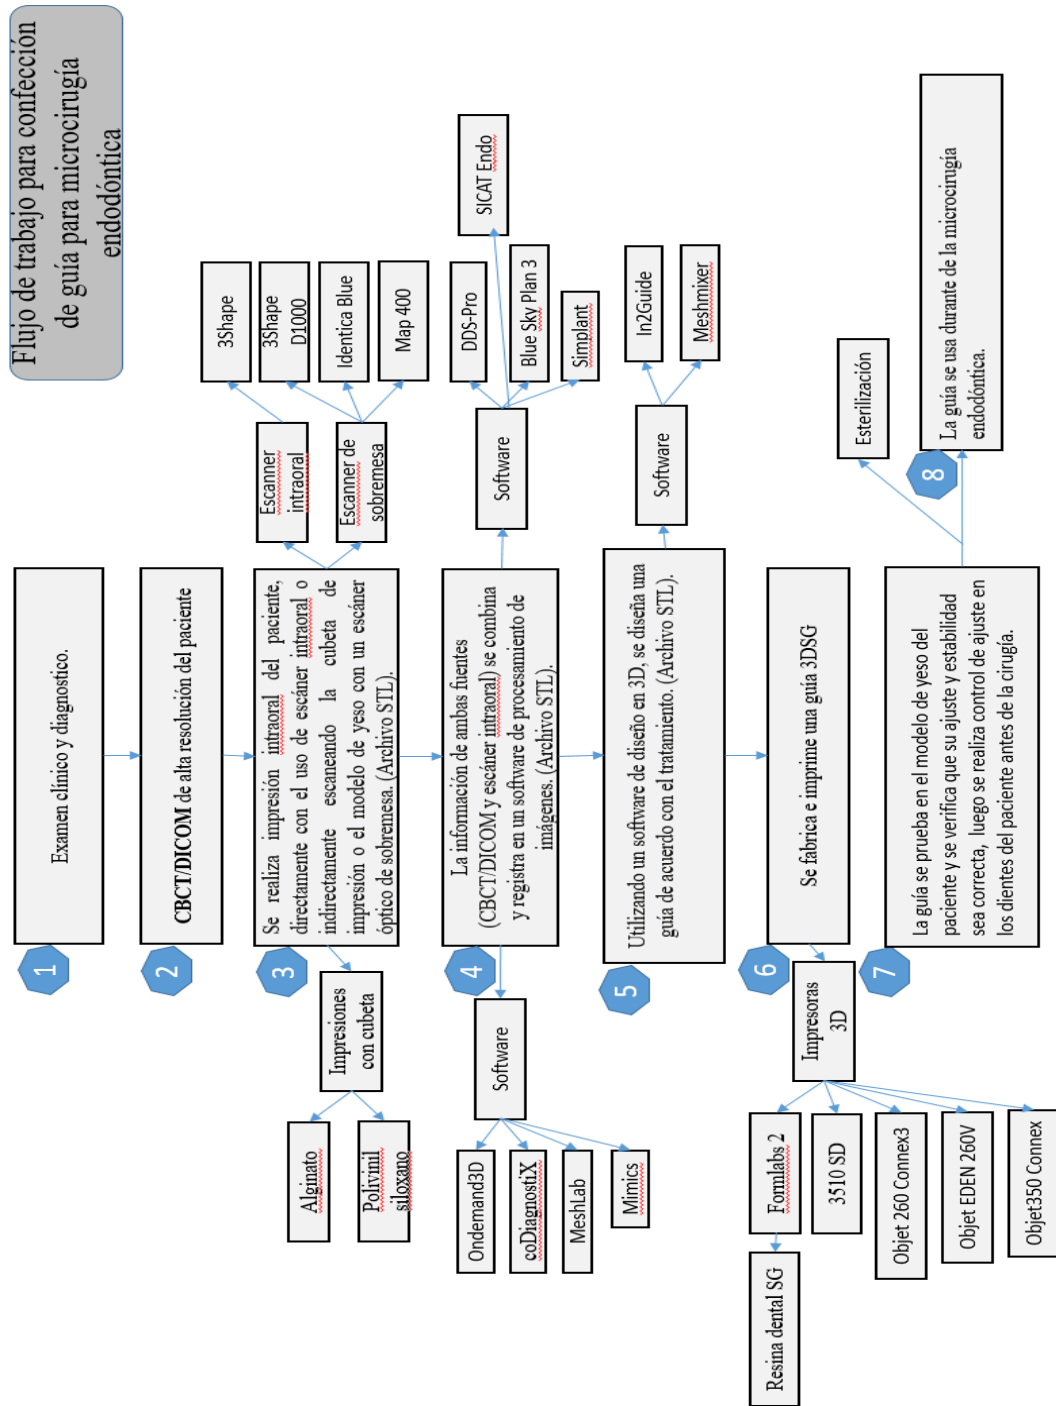 Flujo de trabajo para confección
de guía para microcirugía
endodóntica
1
Examen clínico y diagnostico.
2
CBCT/DICOM de alta resolución del paciente
3
Se realiza impresión intraoral del paciente,
directamente con el uso de escáner intraoral o
indirectamente escaneando la cubeta de
impresión o el modelo de yeso con un escáner
óptico de sobremesa. (Archivo STL).
Escanner
intraoral
3Shape
Escanner de
sobremesa
3Shape
D1000
Identica Blue
Map 400
Impresiones
con cubeta
Alginato
Polivinil
siloxano
4
La información de ambas fuentes
(CBCT/DICOM y escáner intraoral) se combina
y registra en un software de procesamiento de
imágenes. (Archivo STL).
Software
DDS-Pro
SICAT Endo
Blue Sky Plan 3
Simplant
Software
Ondemand3D
coDiagnostiX
MeshLab
Mimics
5
Utilizando un software de diseño en 3D, se diseña una
guía de acuerdo con el tratamiento. (Archivo STL).
Software
In2Guide
Meshmixer
6
Se fabrica e imprime una guía 3DSG
Impresoras
3D
Formlabs 2
Resina dental SG
3510 SD
Objet 260 Connex3
Objet EDEN 260V
Objet350 Connex
7
La guía se prueba en el modelo de yeso del
paciente y se verifica que su ajuste y estabilidad
sea correcta, luego se realiza control de ajuste en
los dientes del paciente antes de la cirugía.
Esterilización
8
La guía se usa durante de la microcirugía
endodóntica.